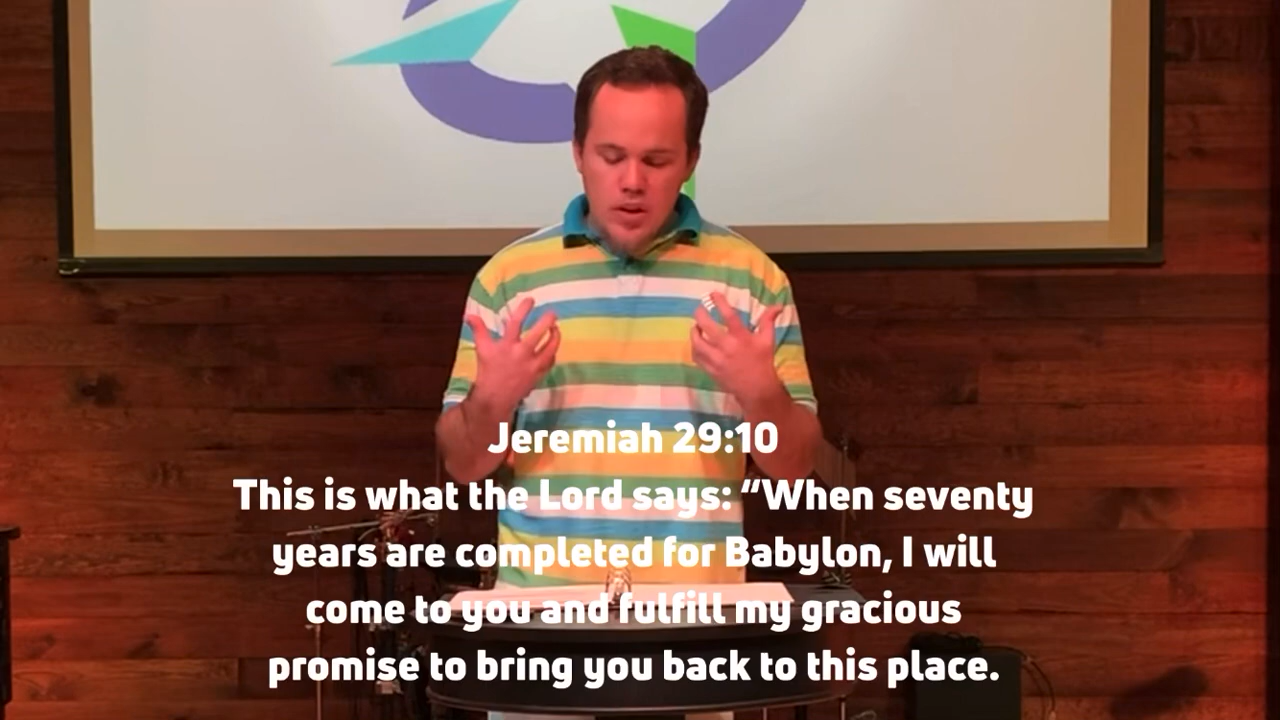 Jeremiah 29:10
This is what the Lord says: “When seventy
years are completed for Babylon, I will
come to you and fulfill my gracious
promise to bring you back to this place.